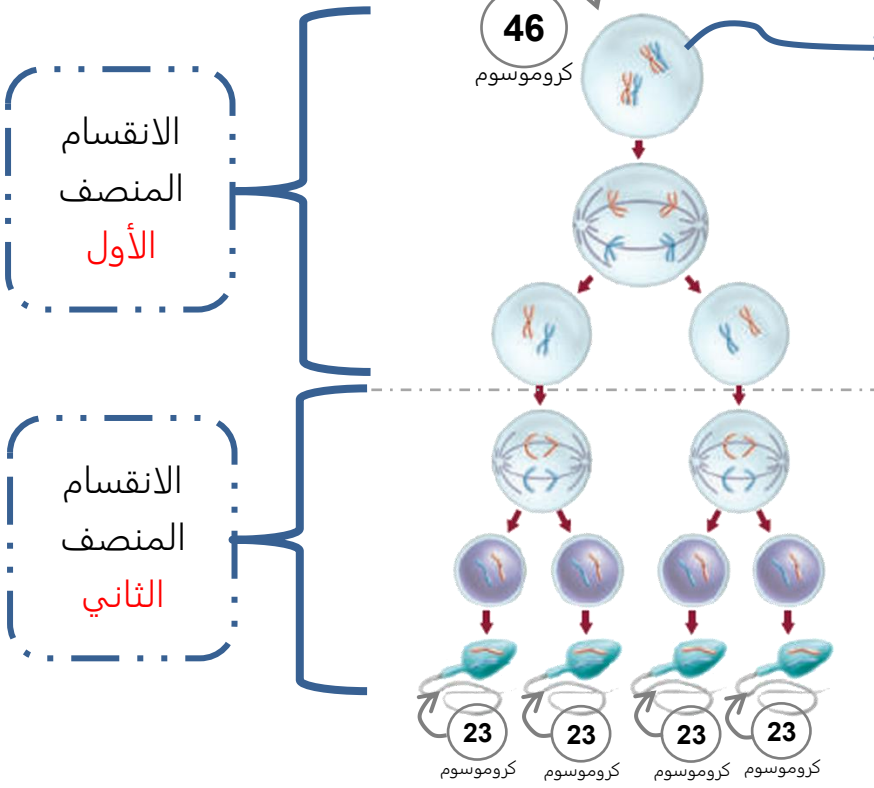 46
كروموسوم
الانقسام
المنصف
الأول
الانقسام
المنصف
الثاني
23
كروموسوم
23
كروموسوم
23
كروموسوم
23
كروموسوم